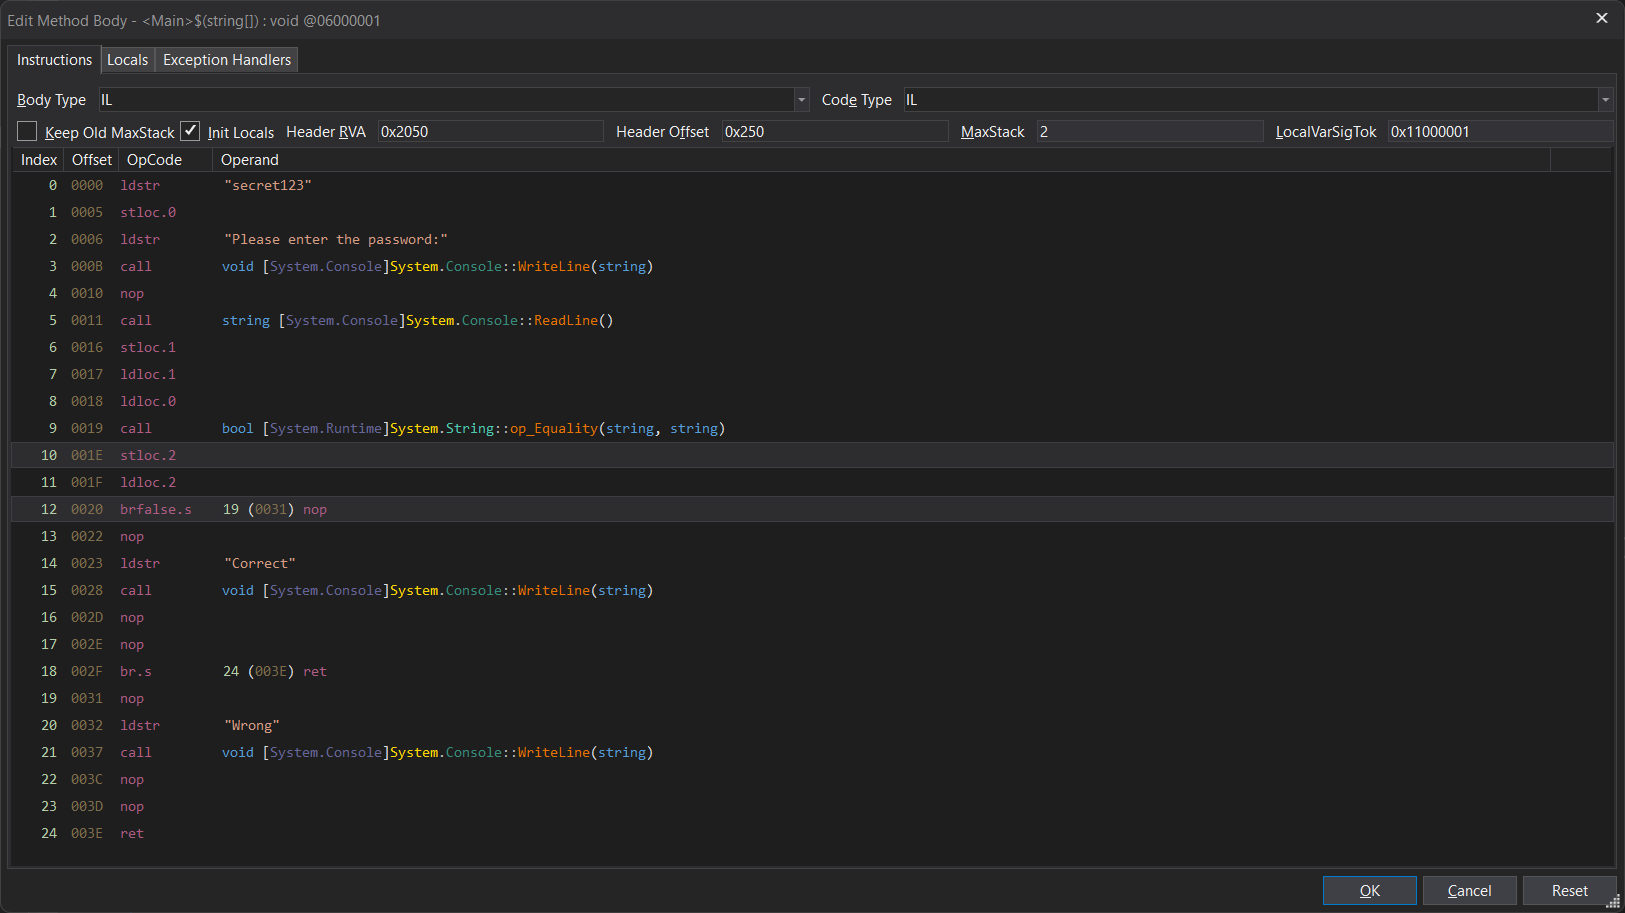 Edit Method Body - <Main>$(string[]) : void @06000001
Instructions Locals Exception Handlers
Body Type IL Code Type IL
Keep Old MaxStack Init Locals Header RVA 0x2050 Header Offset 0x250 MaxStack 2 LocalVarSigTok 0x11000001
Index Offset OpCode Operand
0 0000 ldstr "secret123"
1 0005 stloc.0
2 0006 ldstr "Please enter the password:"
3 000B call void [System.Console]System.Console::WriteLine(string)
4 0010 nop
5 0011 call string [System.Console]System.Console::ReadLine()
6 0016 stloc.1
7 0017 ldloc.1
8 0018 ldloc.0
9 0019 call bool [System.Runtime]System.String::op_Equality(string, string)
10 001E stloc.2
11 001F ldloc.2
12 0020 brfalse.s 19 (0031) nop
13 0022 nop
14 0023 ldstr "Correct"
15 0028 call void [System.Console]System.Console::WriteLine(string)
16 002D nop
17 002E nop
18 002F br.s 24 (003E) ret
19 0031 nop
20 0032 ldstr "Wrong"
21 0037 call void [System.Console]System.Console::WriteLine(string)
22 003C nop
23 003D nop
24 003E ret
OK Cancel Reset